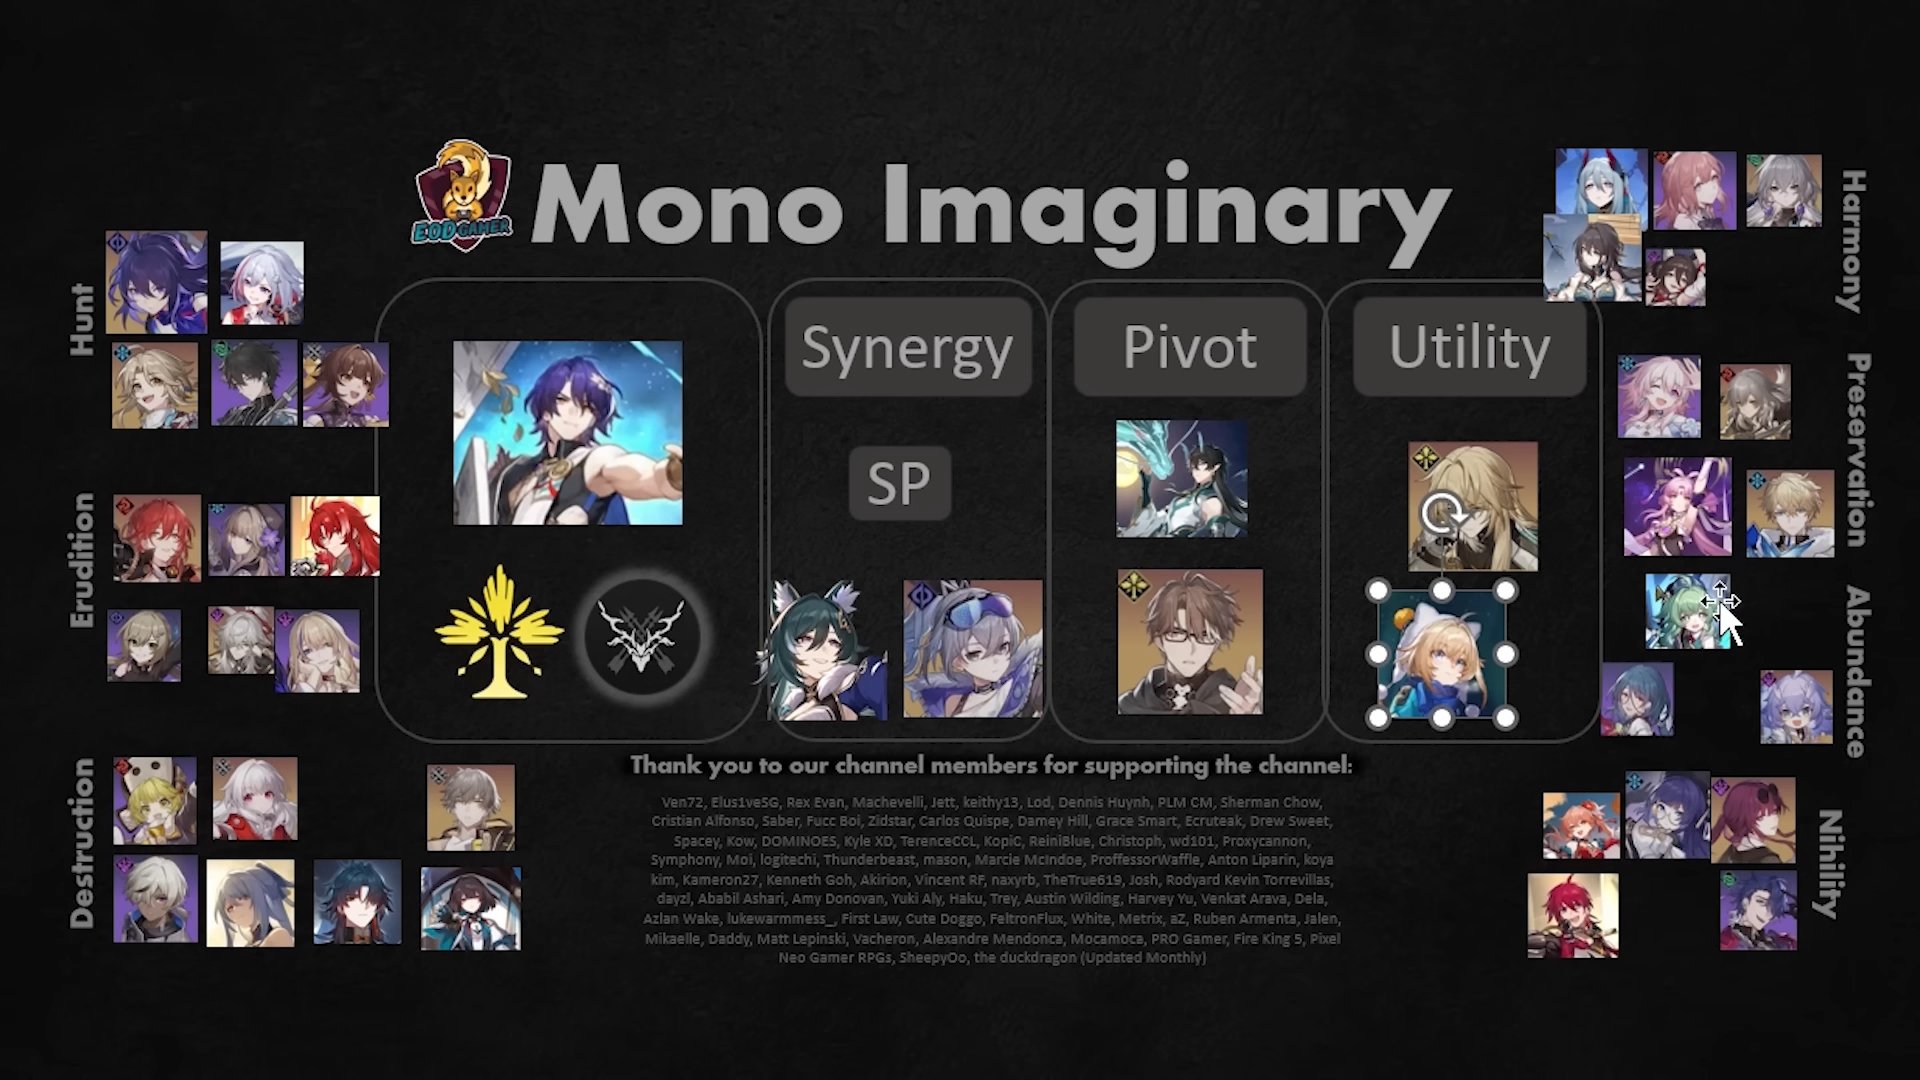 EOD GAMER
Mono Imaginary
Hunt
Erudition
Destruction
Synergy
SP
Pivot
Utility
Harmony
Preservation
Abundance
Nihility
Thank you to our channel members for supporting the channel:
Ven72, Elus1veSG, Rex Evan, Machevelli, Jett, keithy13, Lod, Dennis Huynh, PLM CM, Sherman Chow,
Cristian Alfonso, Saber, Fucc Boi, Zidstar, Carlos Quispe, Damey Hill, Grace Smart, Ecruteak, Drew Sweet,
Spacey, Kow, DOMINOES, Kyle XD, TerenceCCL, KopiC, ReiniBlue, Christoph, wd101, Proxycannon,
Symphony, Moi, logitechi, Thunderbeast, mason, Marcie McIndoe, ProffessorWaffle, Anton Liparin, koya
kim, Kameron27, Kenneth Goh, Akirion, Vincent RF, naxyrb, TheTrue619, Josh, Rodyard Kevin Torrevillas,
dayzl, Ababil Ashari, Amy Donovan, Yuki Aly, Haku, Trey, Austin Wilding, Harvey Yu, Venkat Arava, Dela,
Azlan Wake, lukewarmmess_, First Law, Cute Doggo, FeltronFlux, White, Metrix, aZ, Ruben Armenta, Jalen,
Mikaelle, Daddy, Matt Lepinski, Vacheron, Alexandre Mendonca, Mocamoca, PRO Gamer, Fire King 5, Pixel
Neo Gamer RPGs, SheepyOo, the duckdragon (Updated Monthly)